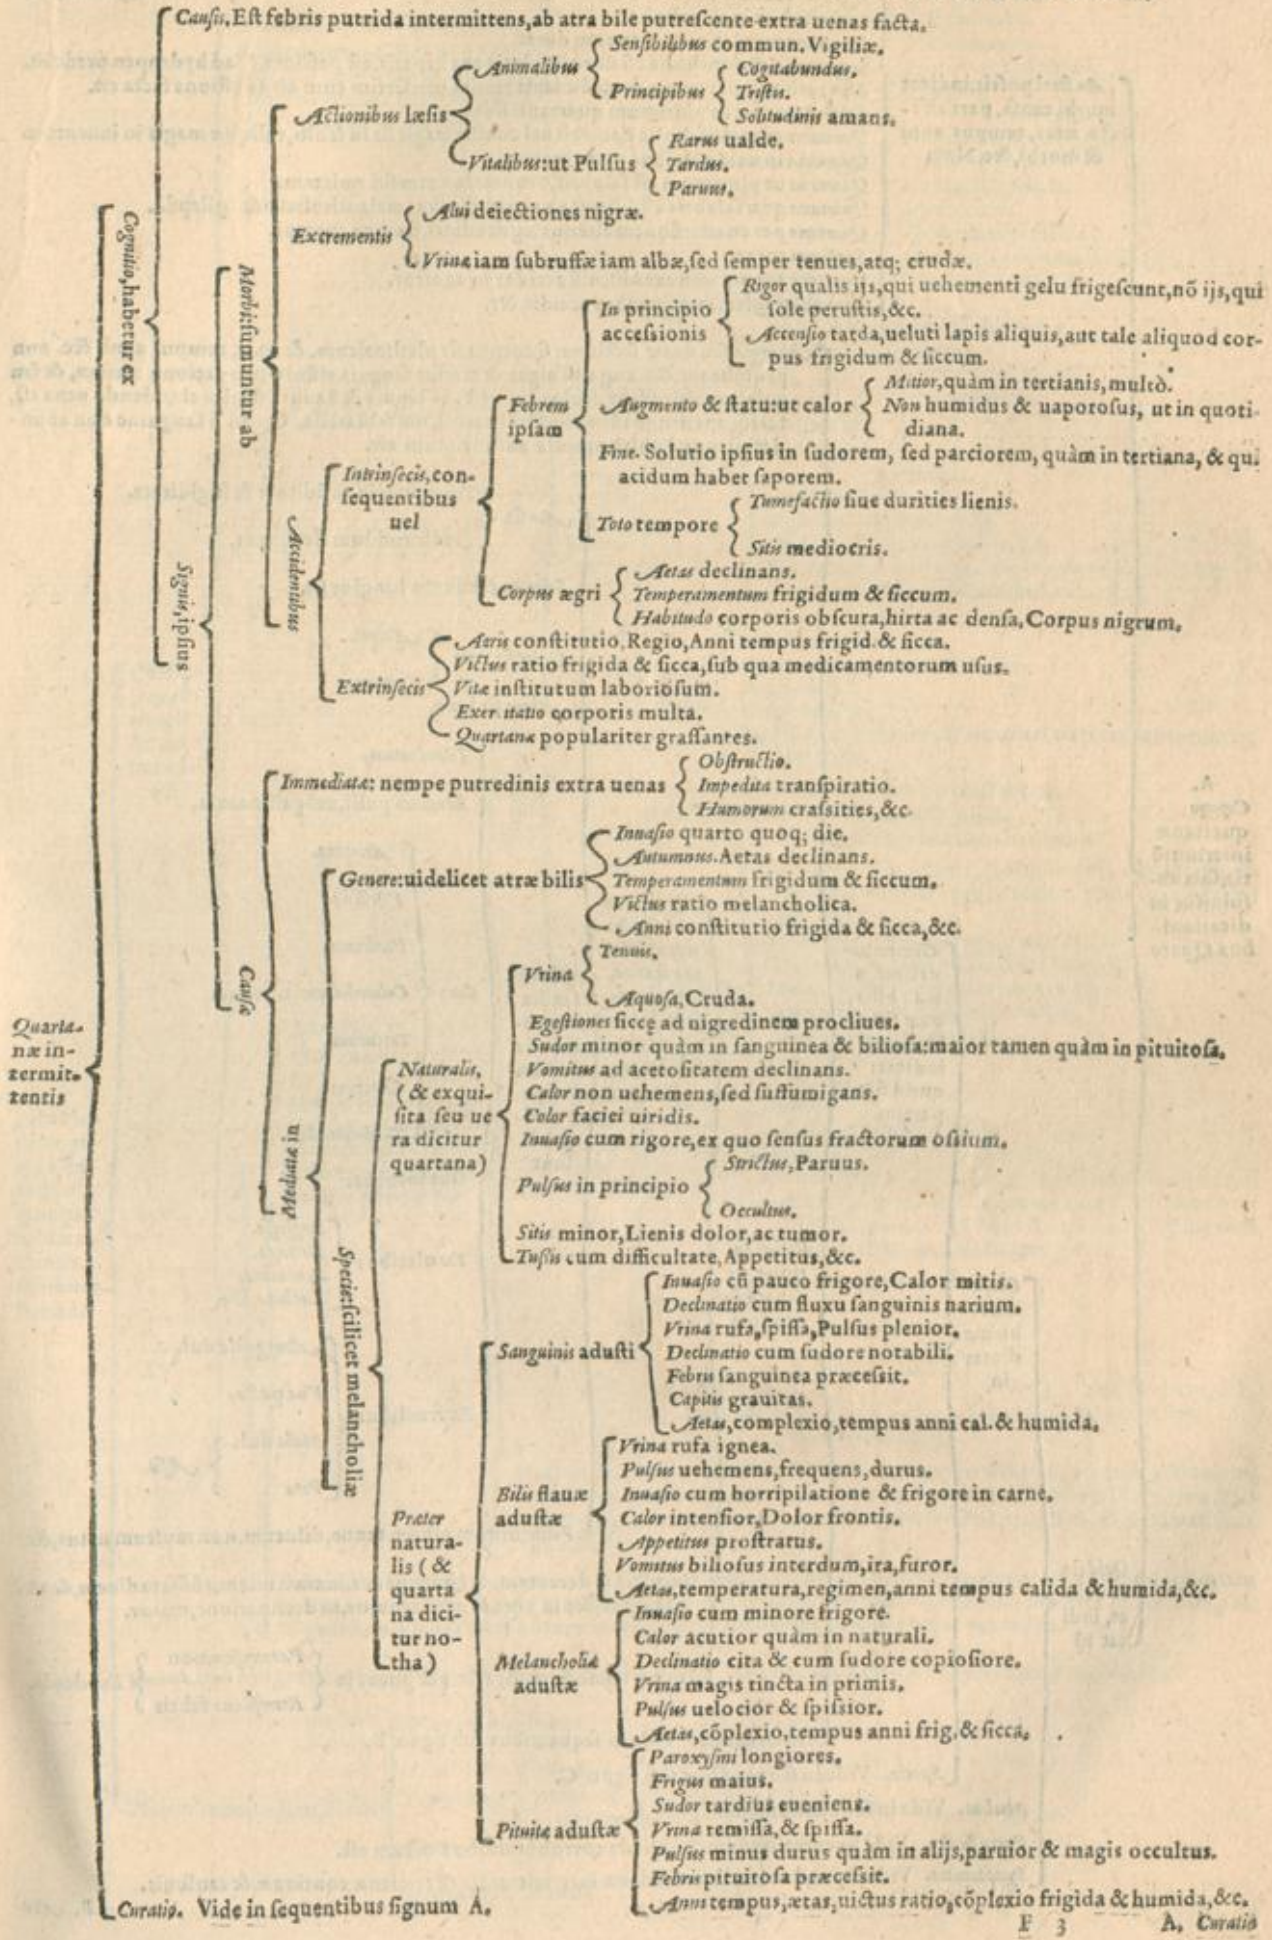 Causis. Est febris putrida intermittens, ab atra bile putrescente extra uenas facta.
Sensibilibus commun. Vigiliæ.
Animalibus
Cogitabundus.
Principibus
Tristis.
Solitudinis amans.
Actionibus læsis
Rarus ualde.
Vitalibus: ut Pulsus
Tardus.
Paruus.
Alui deiectiones nigræ.
Excrementis
Vrinæ iam subruffæ iam albæ, sed semper tenues, atq; crudæ.
Cognitio, habetur ex
Morbi: sumuntur ab
Rigor qualis ijs, qui uehementi gelu frigescunt, nō ijs, qui
In principio
sole perustis, &c.
accessionis
Accensio tarda, ueluti lapis aliquis, aut tale aliquod cor-
pus frigidum & siccum.
Maior, quàm in tertianis, multò.
Febrem
Augmento & statu: ut calor
Non humidus & uaporosus, ut in quoti-
ipsam
diana.
Fine. Solutio ipsius in sudorem, sed parciorem, quàm in tertiana, & qui
Intrinsecis, con-
acidum habet saporem.
sequentibus
uel
Tumefactio siue durities lienis.
Toto tempore
Sitis mediocris.
Accidentibus
Signis, ipsius
Aetas declinans.
Corpus ægri
Temperamentum frigidum & siccum.
Habitudo corporis obscura, hirta ac densa, Corpus nigrum.
Aeris constitutio, Regio, Anni tempus frigid. & sicca.
Victus ratio frigida & sicca, sub qua medicamentorum usus.
Extrinsecis
Vitæ institutum laboriosum.
Exercitatio corporis multa.
Quartanæ populariter grassantes.
Obstructio.
Immediatæ: nempe putredinis extra uenas
Impedita transpiratio.
Humorum crassities, &c.
Inuasio quarto quoq; die.
Autumnus. Aetas declinans.
Genere: uidelicet atræ bilis
Temperamentum frigidum & siccum.
Victus ratio melancholica.
Anni constitutio frigida & sicca, &c.
Causæ
Tenuis.
Vrina
Aquosa, Cruda.
Egestiones siccę ad nigredinem procliues.
Quarta-
næ in-
termit-
tentis
Sudor minor quàm in sanguinea & biliosa: maior tamen quàm in pituitosa.
Naturalis,
Vomitus ad acetositatem declinans.
(& exqui-
Calor non uehemens, sed suffumigans.
sita seu ue
Color faciei uiridis.
ra dicitur
Inuasio cum rigore, ex quo sensus fractorum ossium.
quartana)
Strictus, Paruus.
Pulsus in principio
Occultus.
Mediatæ in
Sitis minor, Lienis dolor, ac tumor.
Tussis cum difficultate, Appetitus, &c.
Specie: scilicet melancholiæ
Inuasio cū pauco frigore, Calor mitis.
Declinatio cum fluxu sanguinis narium.
Vrina rufa, spissa, Pulsus plenior.
Sanguinis adusti
Declinatio cum sudore notabili.
Febris sanguinea præcessit.
Capitis grauitas.
Aetas, complexio, tempus anni cal. & humida.
Vrina rufa ignea.
Pulsus uehemens, frequens, durus.
Bilis flauæ
Inuasio cum horripilatione & frigore in carne.
adustæ
Calor intensior, Dolor frontis.
Appetitus prostratus.
Vomitus biliosus interdum, ira, furor.
Aetas, temperatura, regimen, anni tempus calida & humida, &c.
Præter
natura-
lis (&
quarta
na dici-
tur no-
tha)
Inuasio cum minore frigore.
Calor acutior quàm in naturali.
Melancholiæ
Declinatio cita & cum sudore copiosiore.
adustæ
Vrina magis tincta in primis.
Pulsus uelocior & spissior.
Aetas, cōplexio, tempus anni frig. & sicca.
Paroxysmi longiores.
Frigus maius.
Sudor tardius eueniens.
Pituitæ adustæ
Vrina remissa, & spissa.
Pulsus minus durus quàm in alijs, paruior & magis occultus.
Febris pituitosa præcessit.
Anni tempus, ætas, uictus ratio, cōplexio frigida & humida, &c.
Curatio. Vide in sequentibus signum A.
F 3
A. Curatio